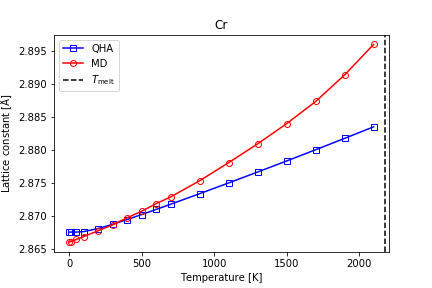 Cr
QHA
MD
T_melt
Lattice constant [Å]
2.895
2.890
2.885
2.880
2.875
2.870
2.865
0 500 1000 1500 2000
Temperature [K]